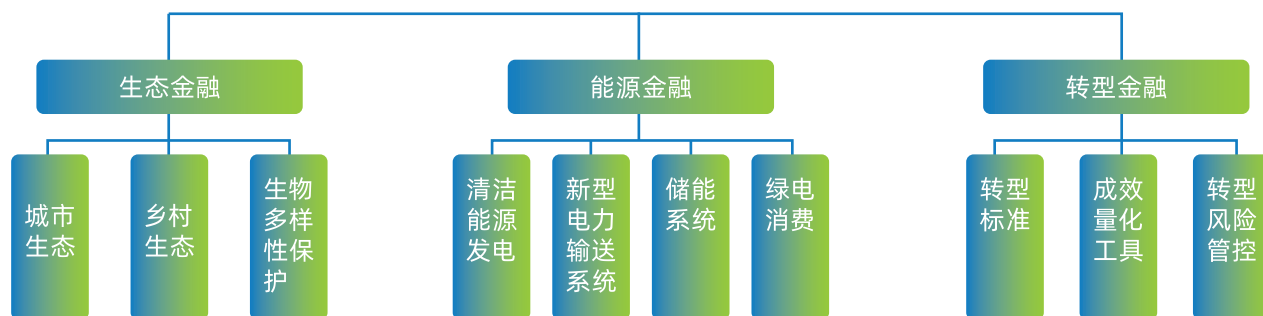 生态金融
能源金融
转型金融
城市
生态
乡村
生态
生物
多样
性保
护
清洁
能源
发电
新型
电力
输送
系统
储能
系统
绿电
消费
转型
标准
成效
量化
工具
转型
风险
管控